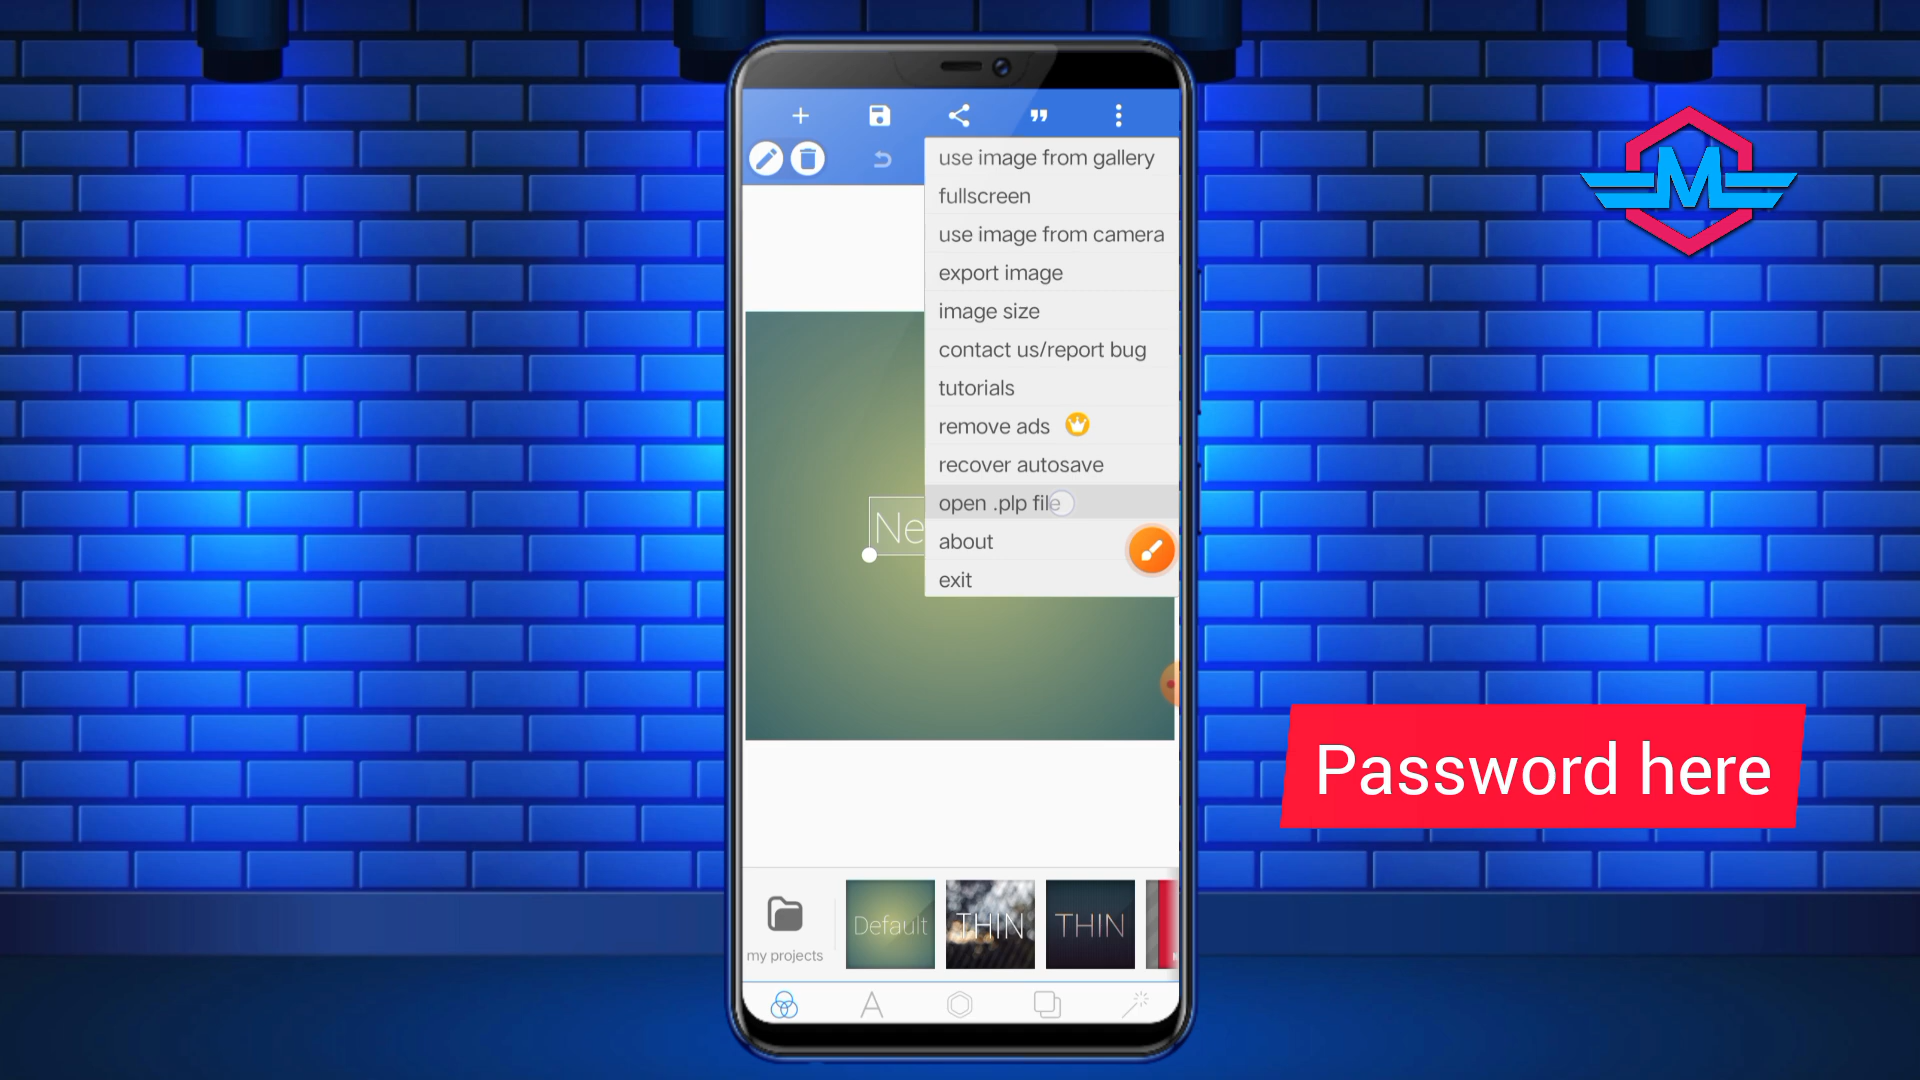 use image from gallery
fullscreen
use image from camera
export image
image size
contact us/report bug
tutorials
remove ads
recover autosave
open .plp file
about
exit
Ne
M
Password here
my projects
Default
THIN
THIN
A